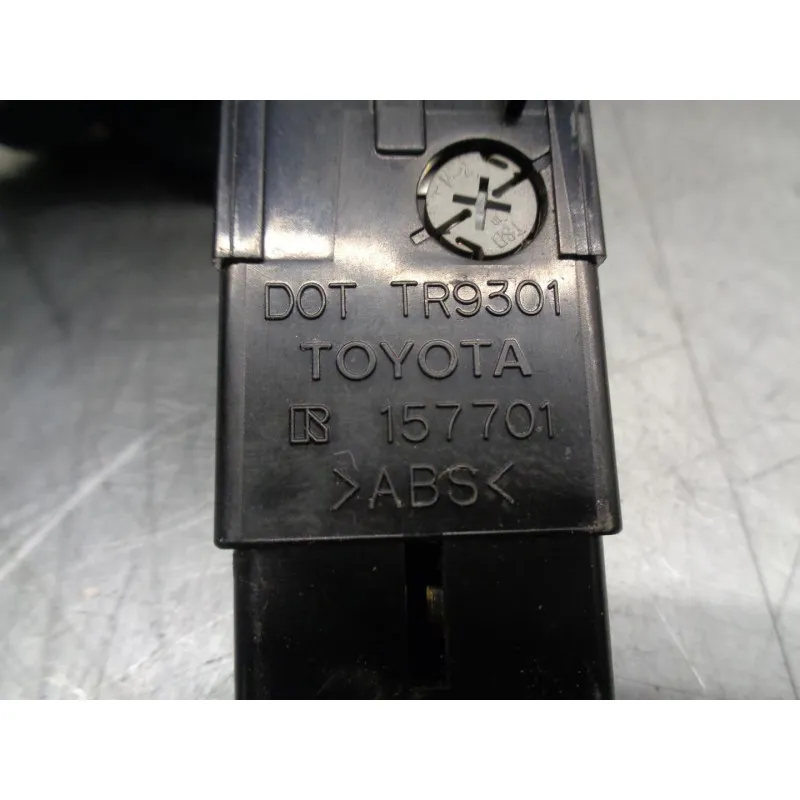 DOT TR9301
TOYOTA
R 157701
>ABS<